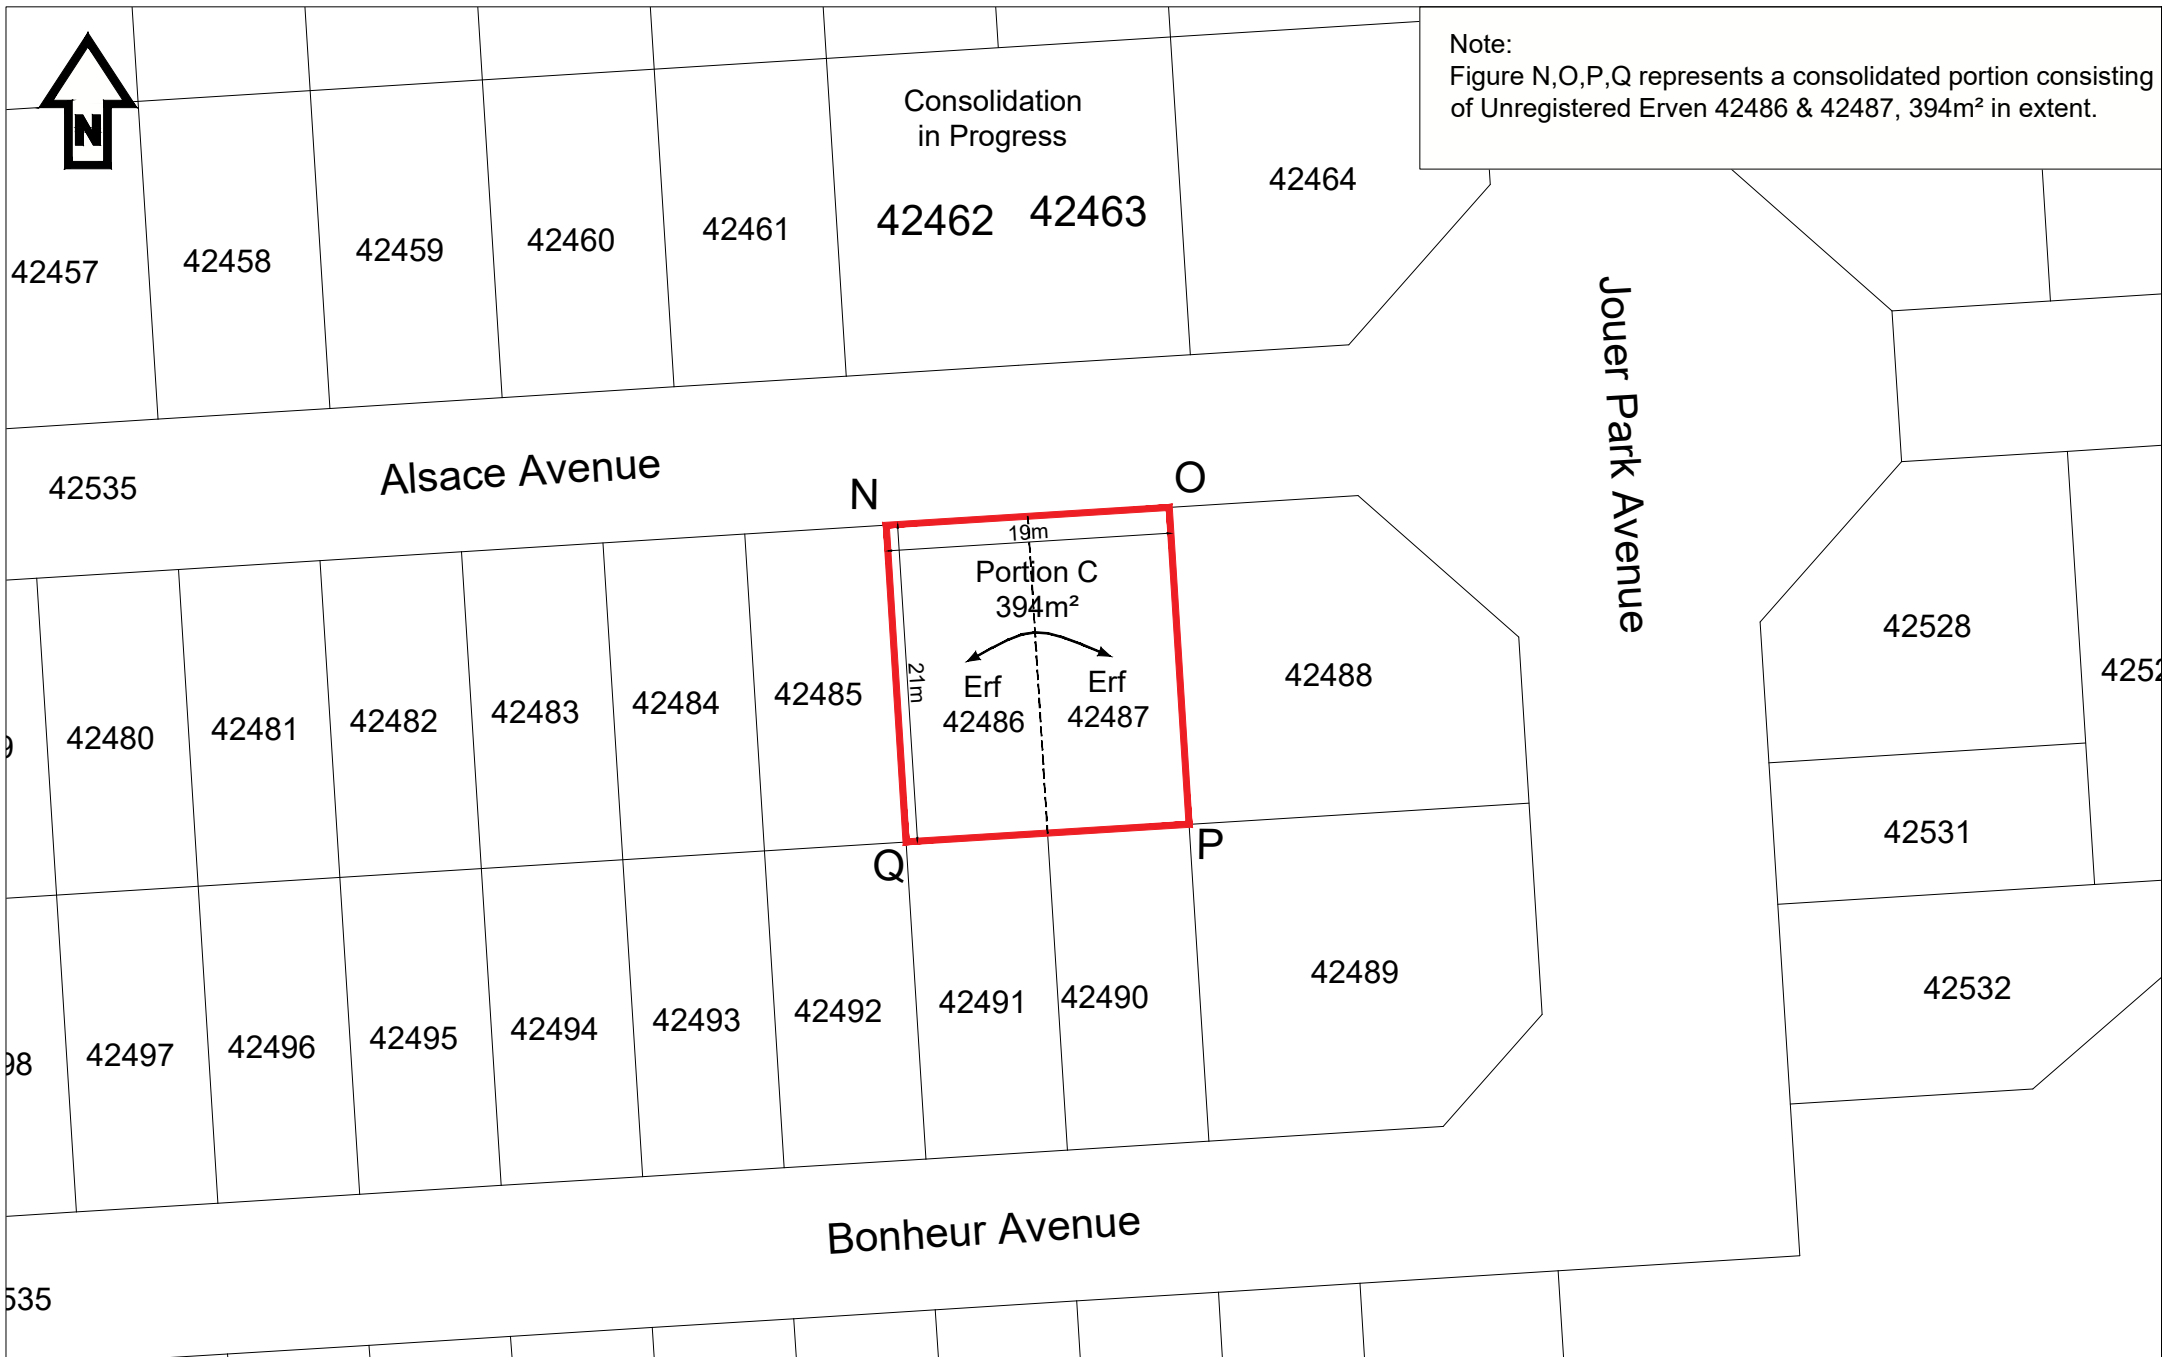 N
Note:
Figure N,O,P,Q represents a consolidated portion consisting
of Unregistered Erven 42486 & 42487, 394m² in extent.
Consolidation
in Progress
42457
42458
42459
42460
42461
42462
42463
42464
Jouer Park Avenue
42535
Alsace Avenue
N
O
19m
Portion C
394m²
21m
Erf
42486
Erf
42487
42480
42481
42482
42483
42484
42485
42488
42528
4252
42531
Q
P
98
42497
42496
42495
42494
42493
42492
42491
42490
42489
42532
Bonheur Avenue
535